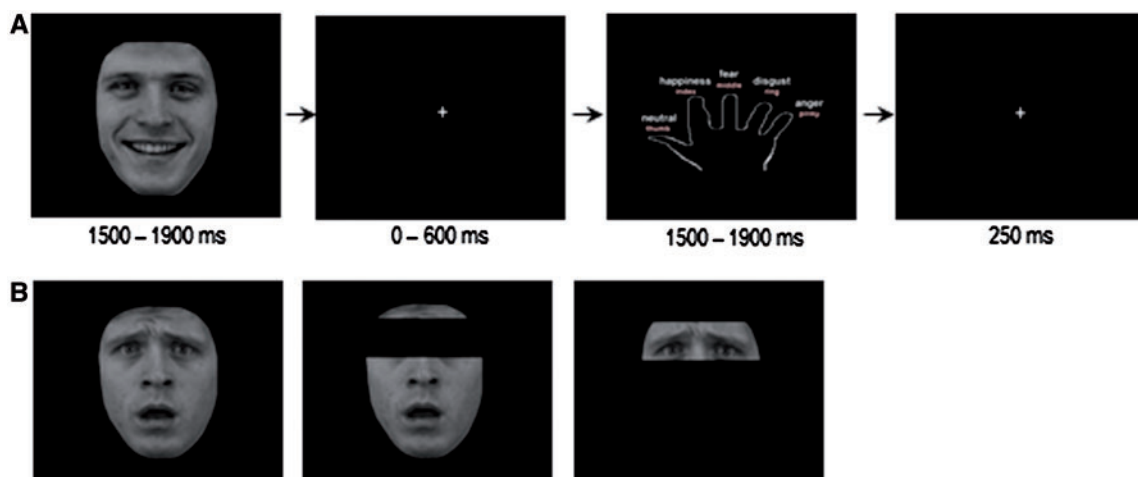 A
1500 – 1900 ms
0 – 600 ms
neutral
thumb
happiness
index
fear
middle
disgust
ring
anger
pinky
1500 – 1900 ms
250 ms
B